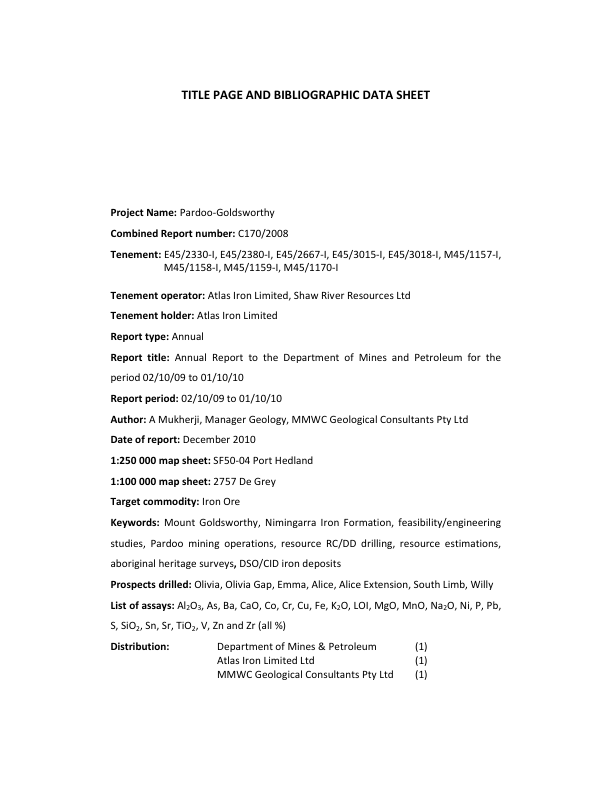 TITLE PAGE AND BIBLIOGRAPHIC DATA SHEET
Project Name: Pardoo-Goldsworthy
Combined Report number: C170/2008
Tenement: E45/2330-I, E45/2380-I, E45/2667-I, E45/3015-I, E45/3018-I, M45/1157-I,
M45/1158-I, M45/1159-I, M45/1170-I
Tenement operator: Atlas Iron Limited, Shaw River Resources Ltd
Tenement holder: Atlas Iron Limited
Report type: Annual
Report title: Annual Report to the Department of Mines and Petroleum for the
period 02/10/09 to 01/10/10
Report period: 02/10/09 to 01/10/10
Author: A Mukherji, Manager Geology, MMWC Geological Consultants Pty Ltd
Date of report: December 2010
1:250 000 map sheet: SF50-04 Port Hedland
1:100 000 map sheet: 2757 De Grey
Target commodity: Iron Ore
Keywords: Mount Goldsworthy, Nimingarra Iron Formation, feasibility/engineering
studies, Pardoo mining operations, resource RC/DD drilling, resource estimations,
aboriginal heritage surveys, DSO/CID iron deposits
Prospects drilled: Olivia, Olivia Gap, Emma, Alice, Alice Extension, South Limb, Willy
List of assays: Al₂O₃, As, Ba, CaO, Co, Cr, Cu, Fe, K₂O, LOI, MgO, MnO, Na₂O, Ni, P, Pb,
S, SiO₂, Sn, Sr, TiO₂, V, Zn and Zr (all %)
Distribution: Department of Mines & Petroleum (1)
Atlas Iron Limited Ltd (1)
MMWC Geological Consultants Pty Ltd (1)